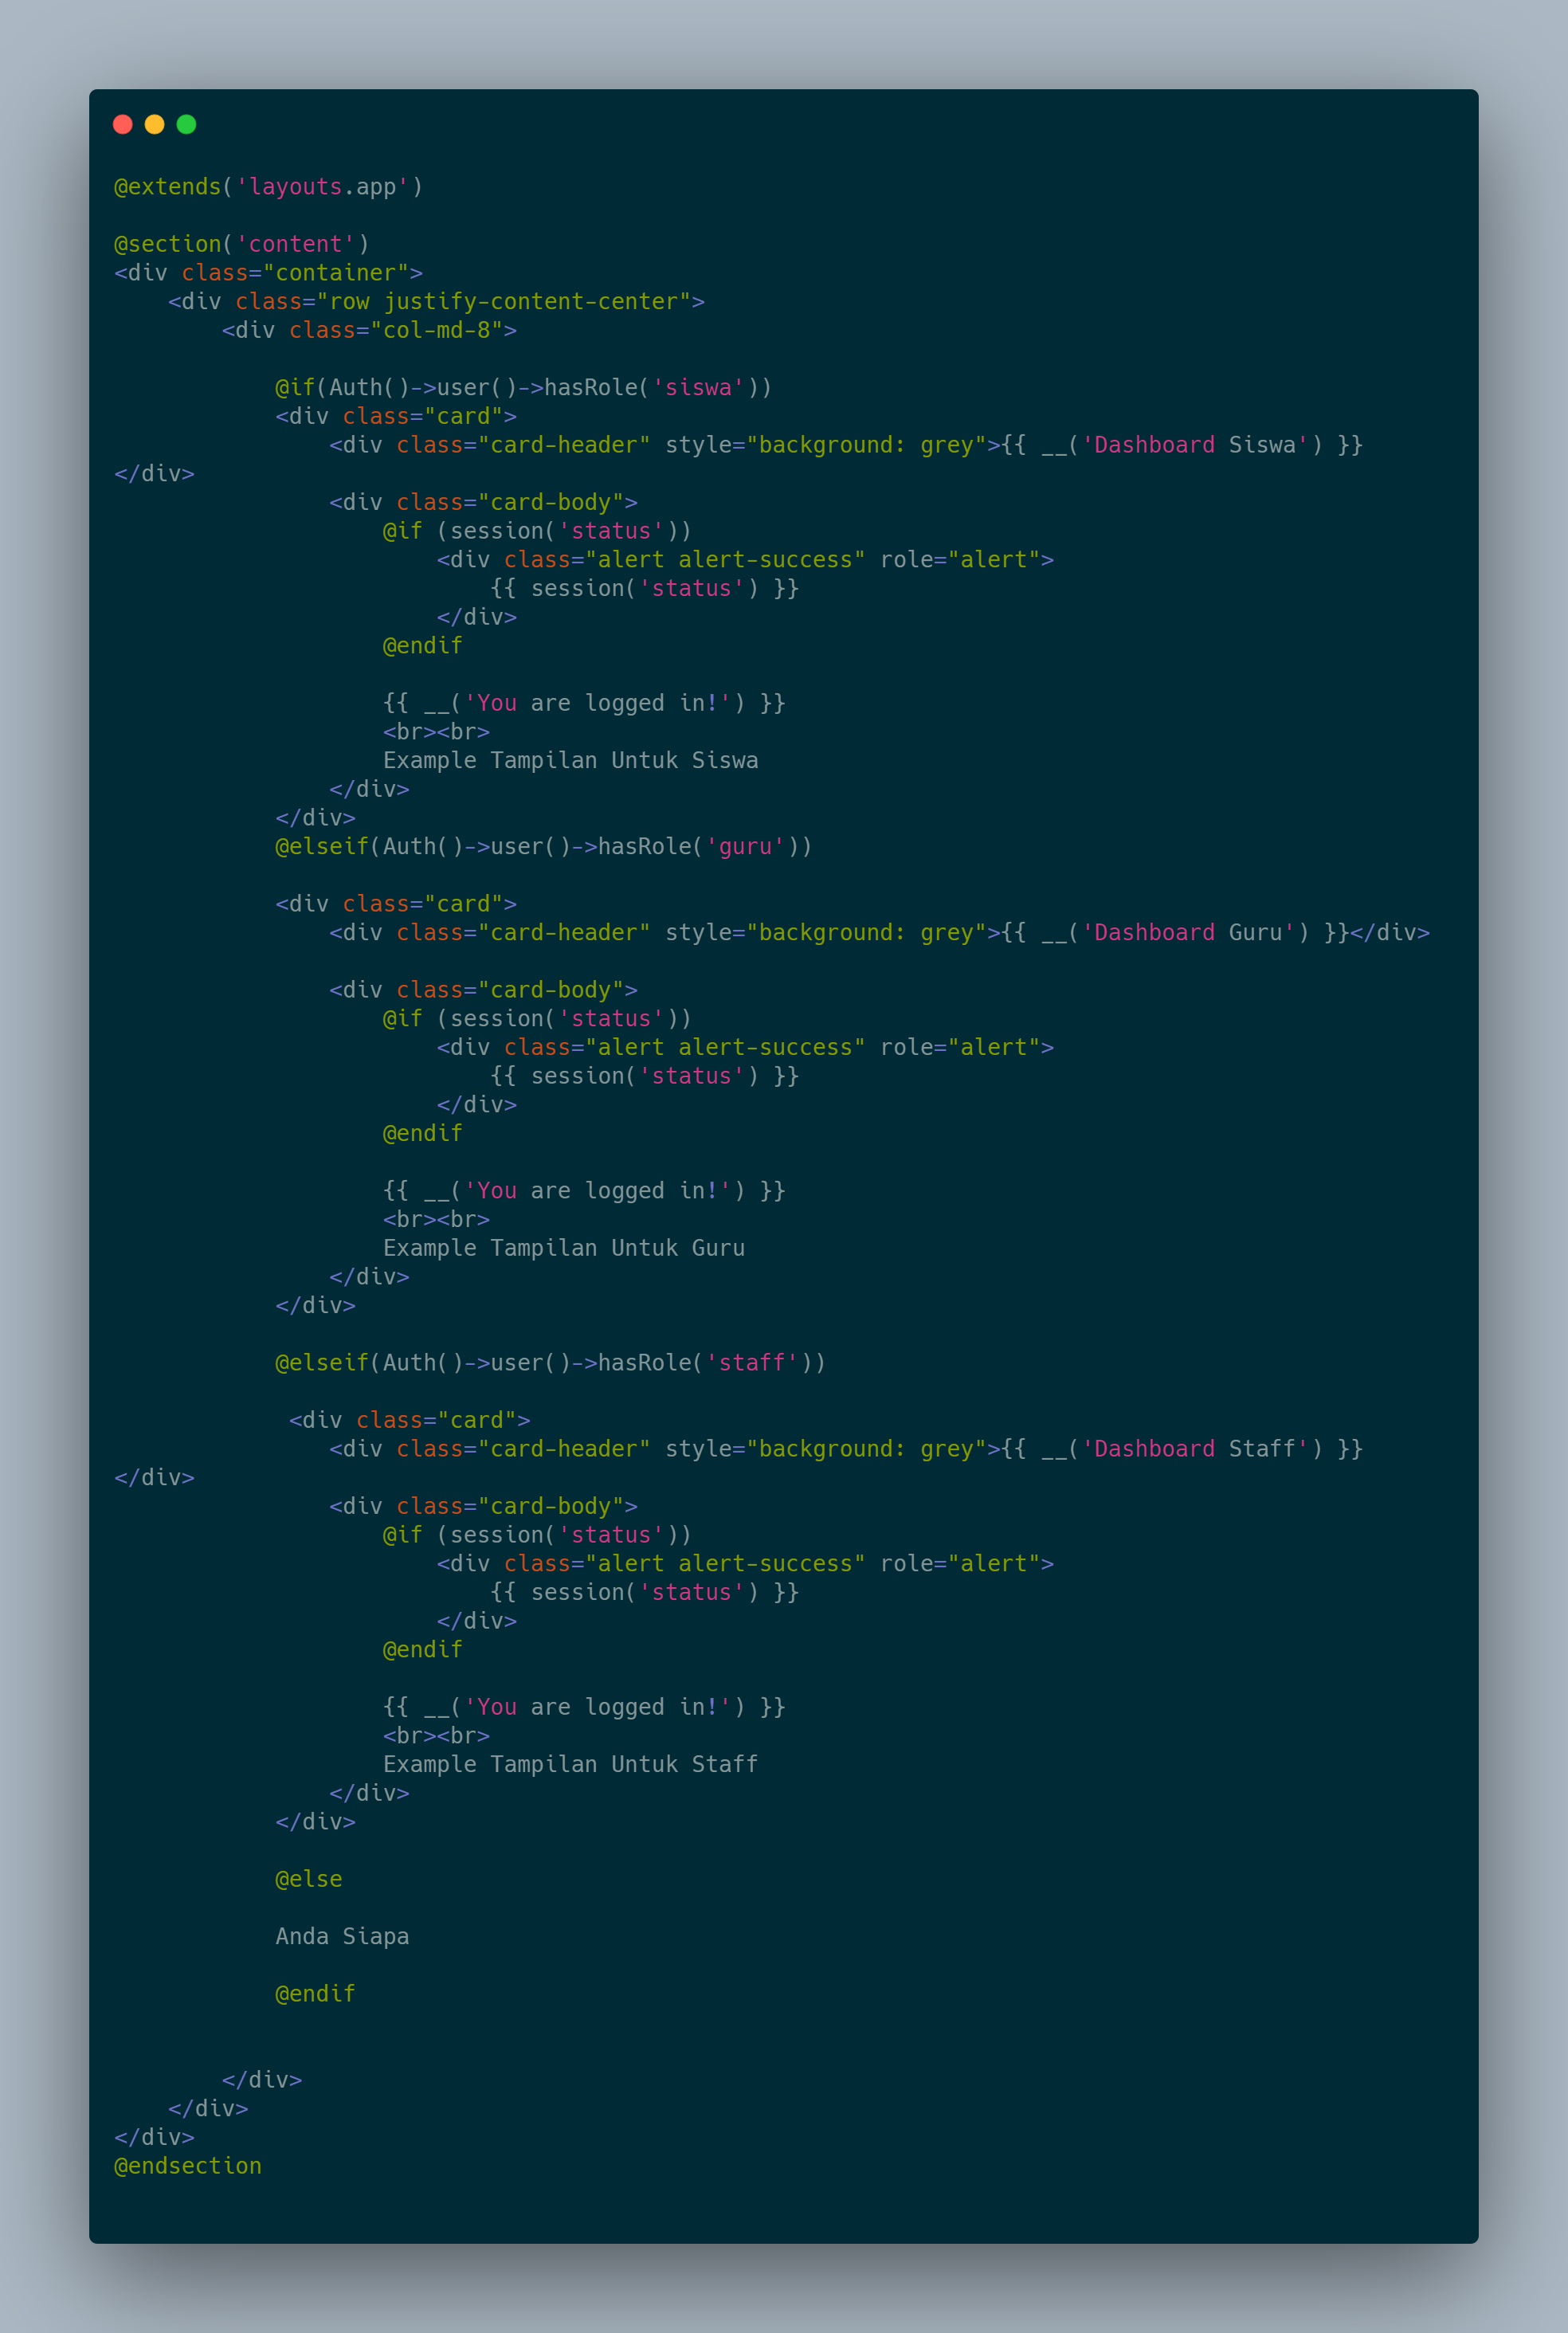 @extends('layouts.app')

@section('content')
<div class="container">
    <div class="row justify-content-center">
        <div class="col-md-8">

            @if(Auth()->user()->hasRole('siswa'))
            <div class="card">
                <div class="card-header" style="background: grey">{{ __('Dashboard Siswa') }}
</div>
                <div class="card-body">
                    @if (session('status'))
                        <div class="alert alert-success" role="alert">
                            {{ session('status') }}
                        </div>
                    @endif

                    {{ __('You are logged in!') }}
                    <br><br>
                    Example Tampilan Untuk Siswa
                </div>
            </div>
            @elseif(Auth()->user()->hasRole('guru'))

            <div class="card">
                <div class="card-header" style="background: grey">{{ __('Dashboard Guru') }}</div>

                <div class="card-body">
                    @if (session('status'))
                        <div class="alert alert-success" role="alert">
                            {{ session('status') }}
                        </div>
                    @endif

                    {{ __('You are logged in!') }}
                    <br><br>
                    Example Tampilan Untuk Guru
                </div>
            </div>

            @elseif(Auth()->user()->hasRole('staff'))

             <div class="card">
                <div class="card-header" style="background: grey">{{ __('Dashboard Staff') }}
</div>
                <div class="card-body">
                    @if (session('status'))
                        <div class="alert alert-success" role="alert">
                            {{ session('status') }}
                        </div>
                    @endif

                    {{ __('You are logged in!') }}
                    <br><br>
                    Example Tampilan Untuk Staff
                </div>
            </div>

            @else

            Anda Siapa

            @endif


        </div>
    </div>
</div>
@endsection